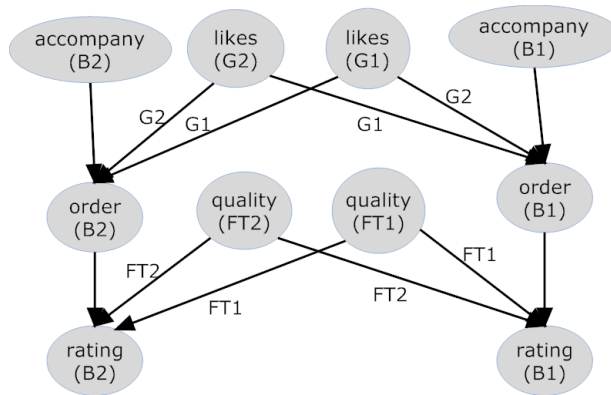 accompany
(B2)
likes
(G2)
likes
(G1)
accompany
(B1)
G2
G1
G1
G2
order
(B2)
quality
(FT2)
quality
(FT1)
order
(B1)
FT2
FT1
FT2
FT1
rating
(B2)
rating
(B1)